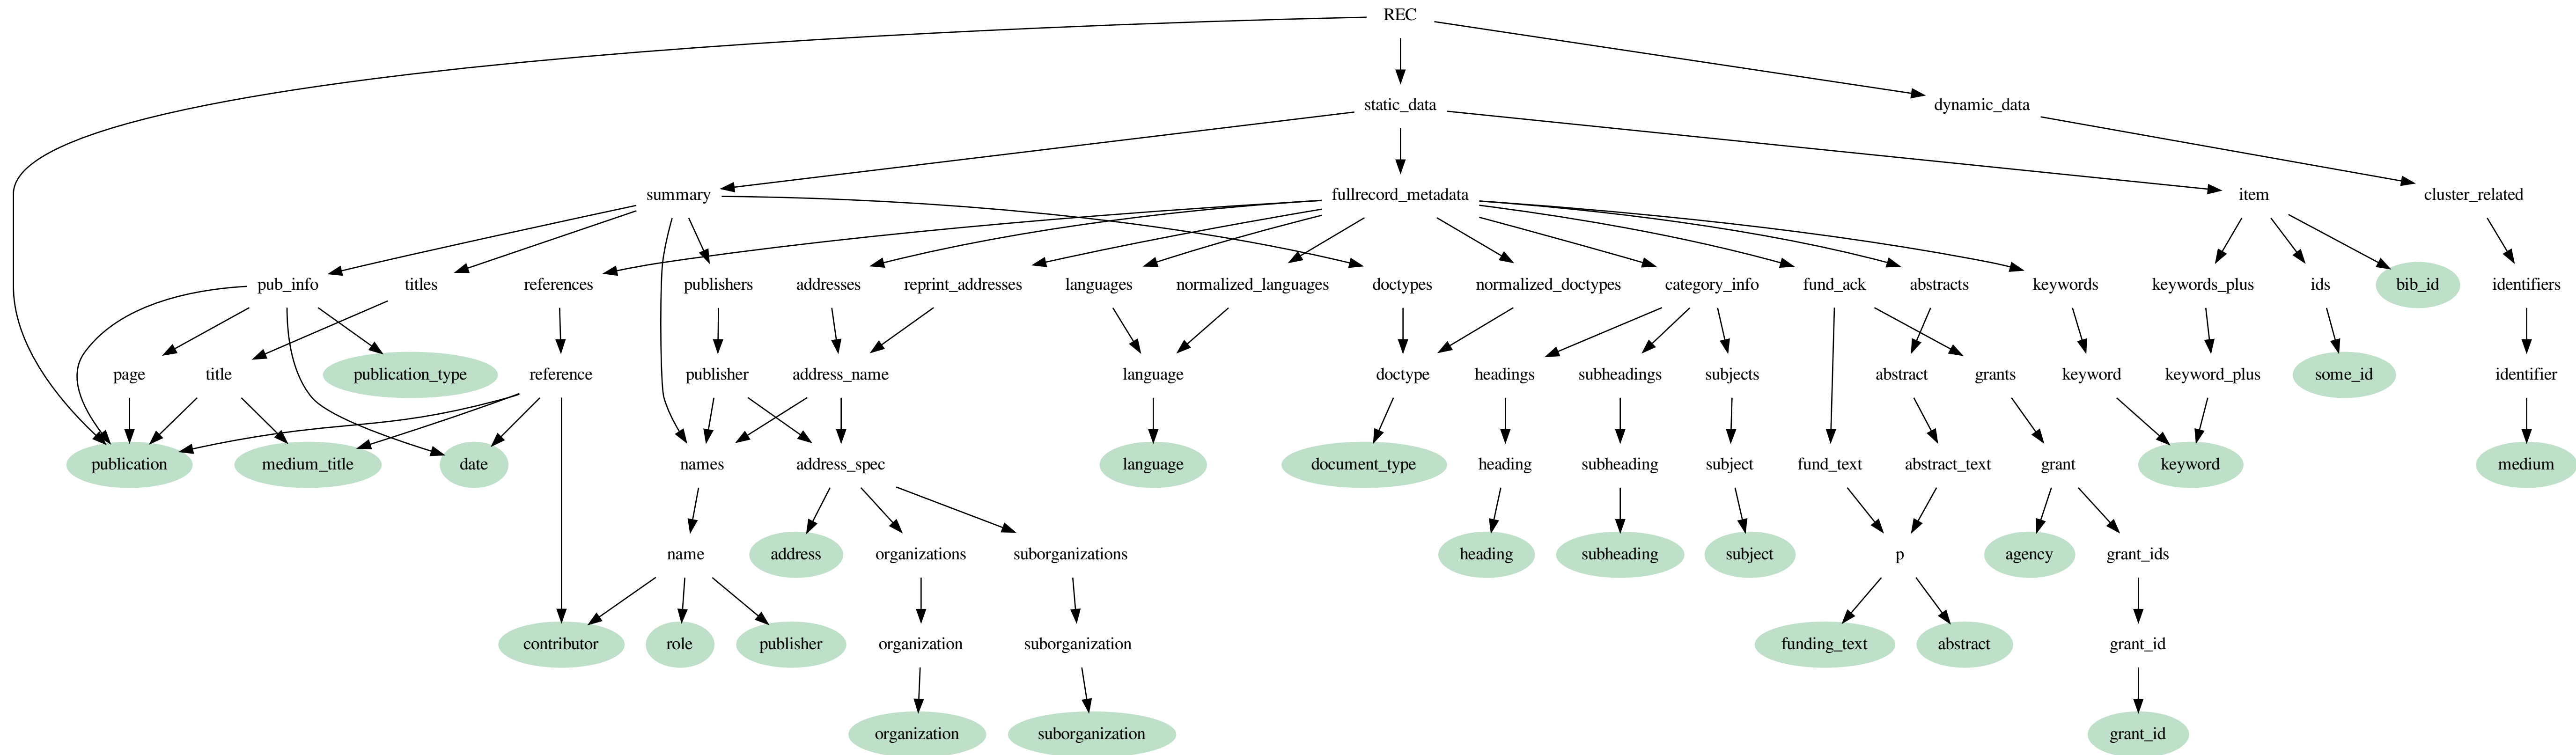 REC
static_data
dynamic_data
summary
fullrecord_metadata
item
cluster_related
pub_info
titles
references
publishers
addresses
reprint_addresses
languages
normalized_languages
doctypes
normalized_doctypes
category_info
fund_ack
abstracts
keywords
keywords_plus
ids
bib_id
identifiers
page
title
publication_type
reference
publisher
address_name
language
doctype
headings
subheadings
subjects
abstract
grants
keyword
keyword_plus
some_id
identifier
publication
medium_title
date
names
address_spec
language
document_type
heading
subheading
subject
fund_text
abstract_text
grant
keyword
medium
name
address
organizations
suborganizations
heading
subheading
subject
p
agency
grant_ids
contributor
role
publisher
organization
suborganization
funding_text
abstract
grant_id
organization
suborganization
grant_id